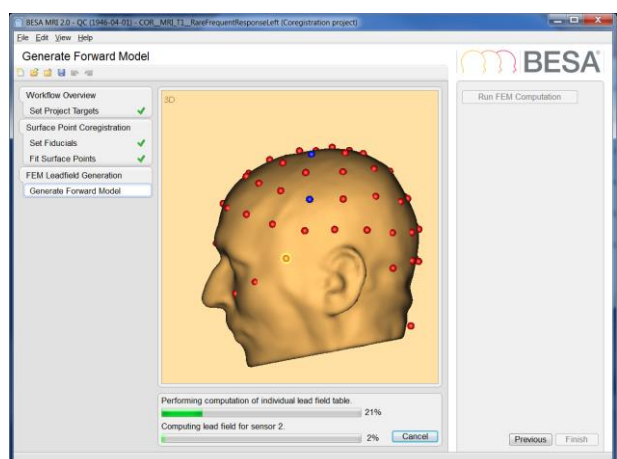 BESA MRI 2.0 - QC (1946-04-01) - COR_MRI_T1_RareFrequentResponseLeft (Coregistration project)
File Edit View Help
Generate Forward Model
BESA
Workflow Overview
Set Project Targets
Surface Point Coregistration
Set Fiducials
Fit Surface Points
FEM Leadfield Generation
Generate Forward Model
3D
Run FEM Computation
Performing computation of individual lead field table.
21%
Computing lead field for sensor 2.
2% Cancel
Previous Finish